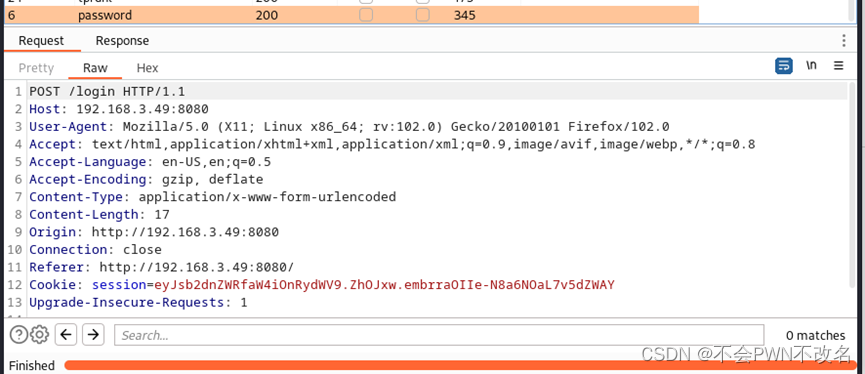 6 password 200 345
Request Response
Pretty Raw Hex \n
1 POST /login HTTP/1.1
2 Host: 192.168.3.49:8080
3 User-Agent: Mozilla/5.0 (X11; Linux x86_64; rv:102.0) Gecko/20100101 Firefox/102.0
4 Accept: text/html,application/xhtml+xml,application/xml;q=0.9,image/avif,image/webp,*/*;q=0.8
5 Accept-Language: en-US,en;q=0.5
6 Accept-Encoding: gzip, deflate
7 Content-Type: application/x-www-form-urlencoded
8 Content-Length: 17
9 Origin: http://192.168.3.49:8080
10 Connection: close
11 Referer: http://192.168.3.49:8080/
12 Cookie: session=eyJsb2dnZWRfaW4iOnRydWV9.ZhOJxw.embrraOIIe-N8a6NOaL7v5dZWAY
13 Upgrade-Insecure-Requests: 1
Search... 0 matches
Finished
CSDN @不会PWN不改名